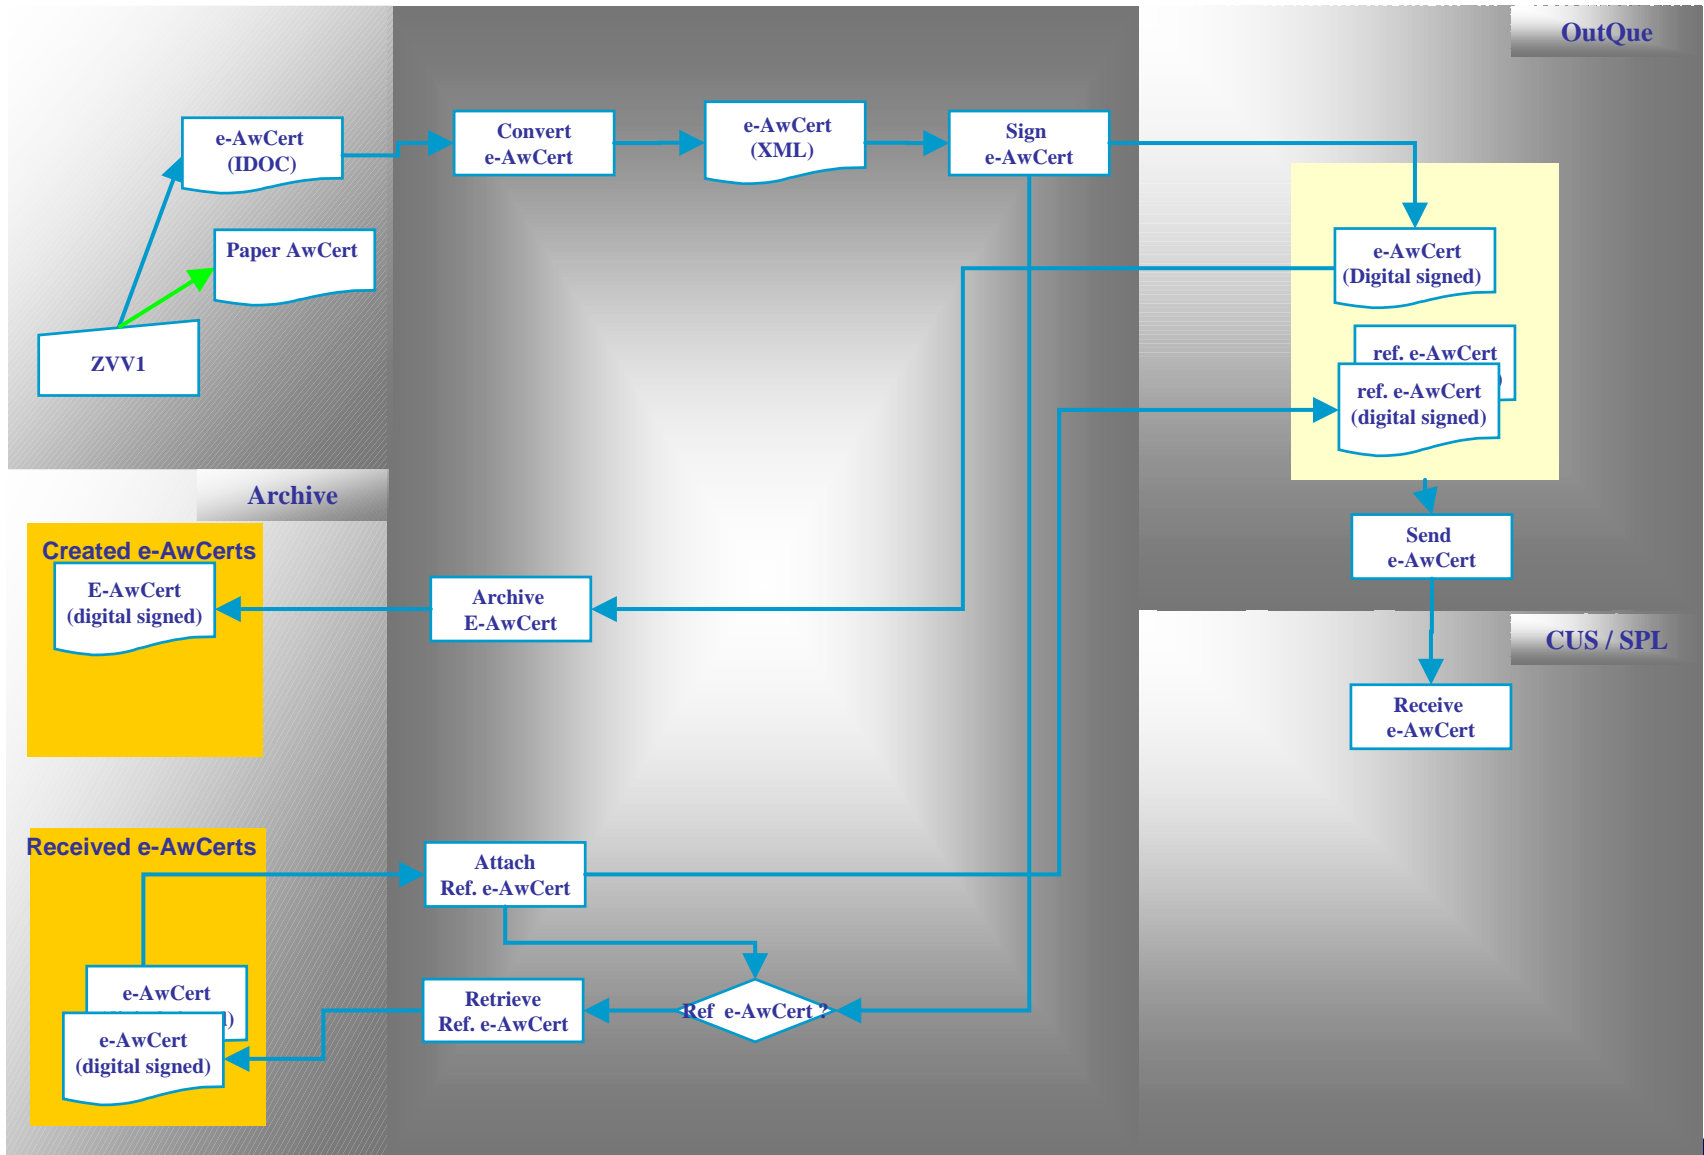 OutQue
e-AwCert
(IDOC)
Convert
e-AwCert
e-AwCert
(XML)
Sign
e-AwCert
Paper AwCert
e-AwCert
(Digital signed)
ZVV1
ref. e-AwCert
)
ref. e-AwCert
(digital signed)
Archive
Created e-AwCerts
E-AwCert
(digital signed)
Archive
E-AwCert
Send
e-AwCert
CUS / SPL
Receive
e-AwCert
Received e-AwCerts
Attach
Ref. e-AwCert
e-AwCert
e-AwCert
(digital signed)
Retrieve
Ref. e-AwCert
Ref e-AwCert ?